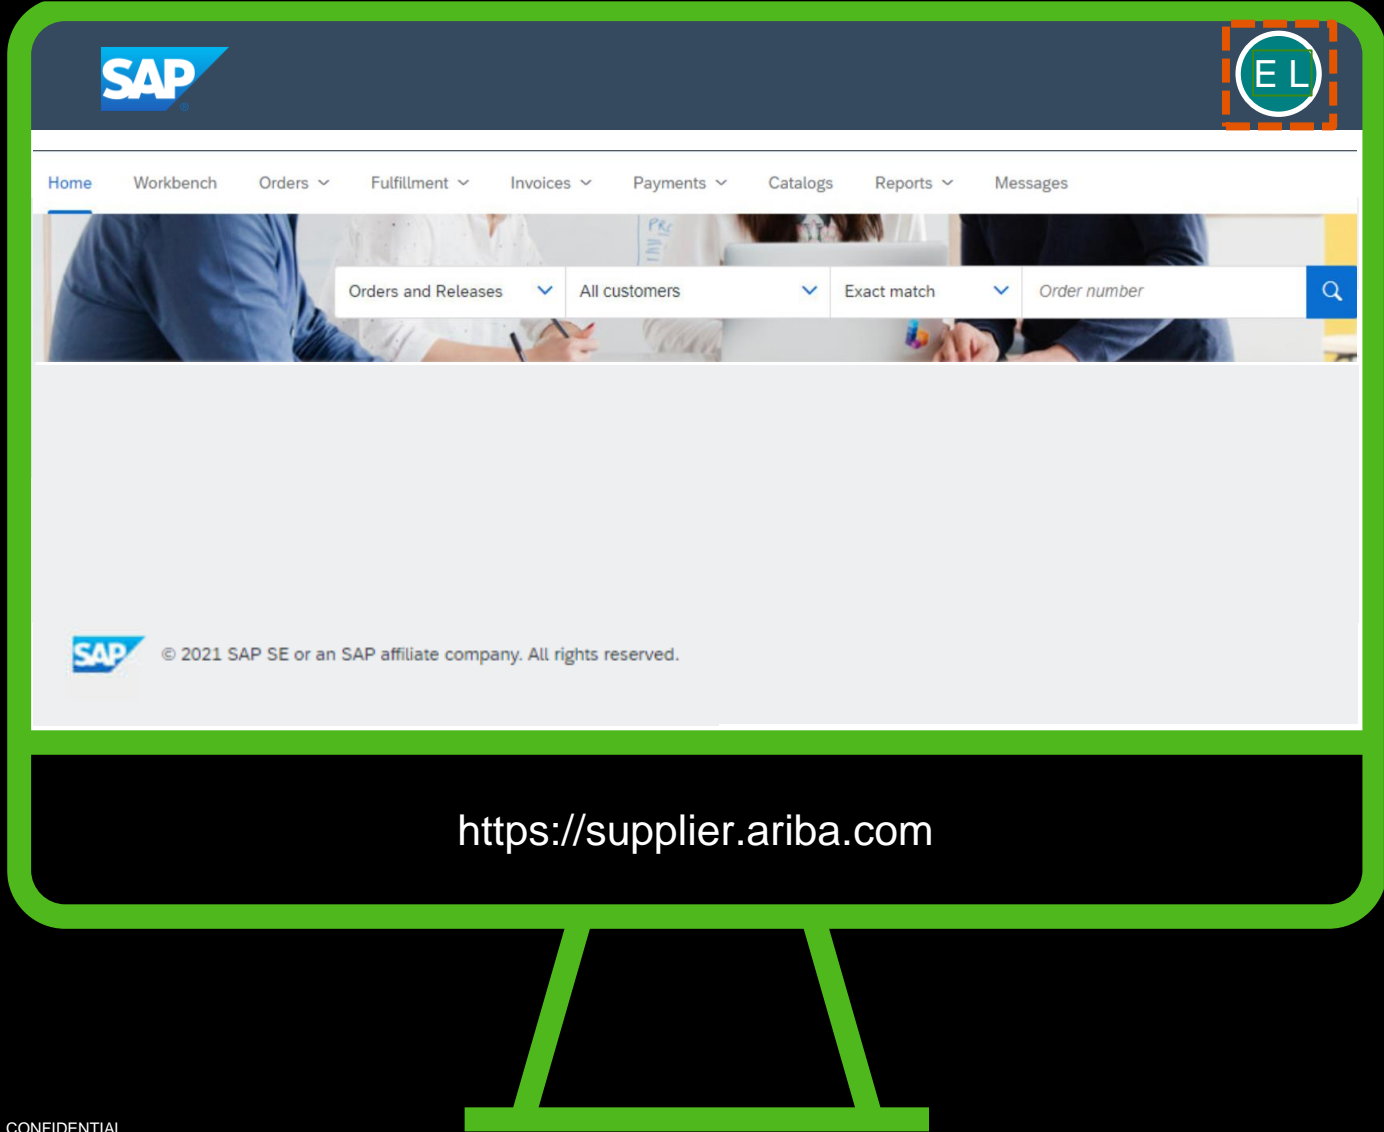 SAP
E L
Home Workbench Orders Fulfillment Invoices Payments Catalogs Reports Messages
Orders and Releases All customers Exact match Order number
SAP © 2021 SAP SE or an SAP affiliate company. All rights reserved.
https://supplier.ariba.com
CONFIDENTIAL